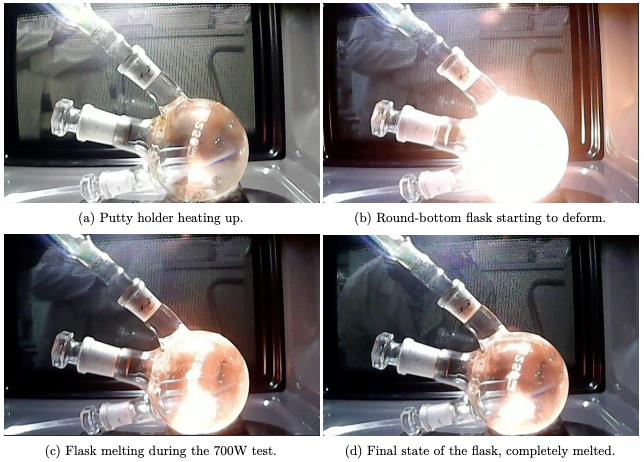 (a) Putty holder heating up.
(b) Round-bottom flask starting to deform.
(c) Flask melting during the 700W test.
(d) Final state of the flask, completely melted.